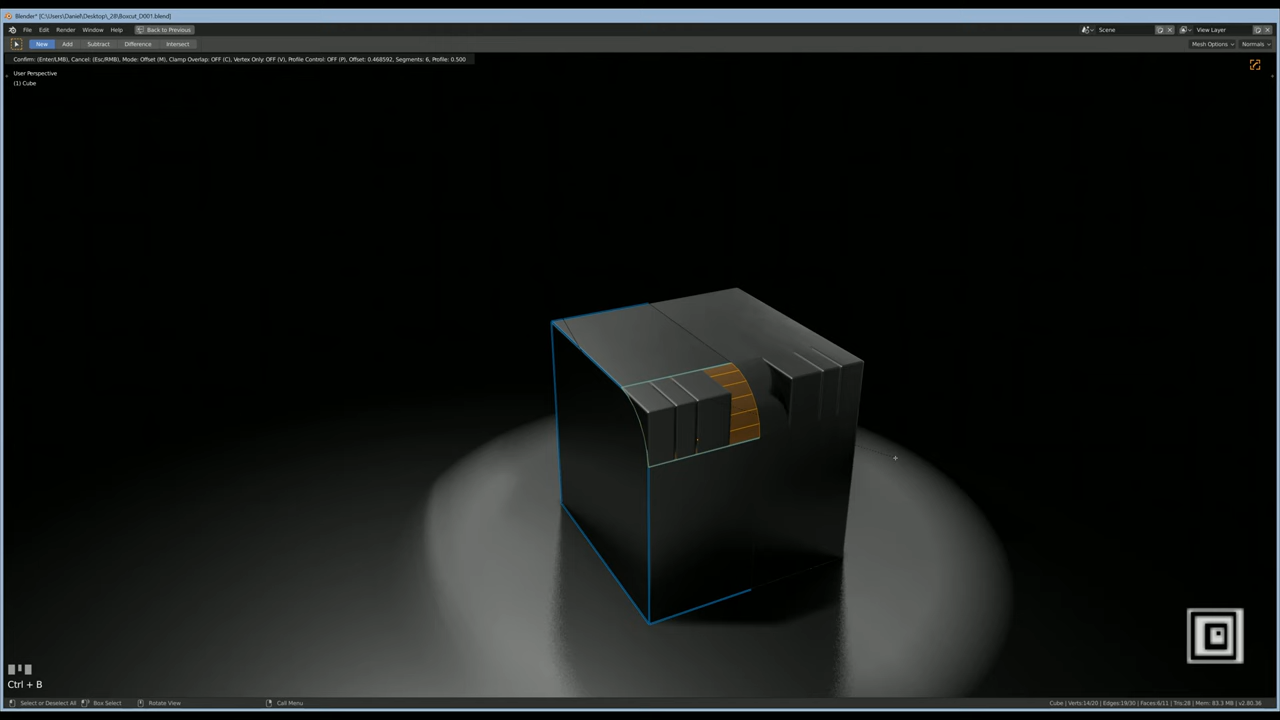 Blender* [C:\Users\Daniel\Desktop\_28\Boxcut_D001.blend]
File Edit Render Window Help Back to Previous Scene View Layer
New Add Subtract Difference Intersect Mesh Options Normals
Confirm: (Enter/LMB), Cancel: (Esc/RMB), Mode: Offset (M), Clamp Overlap: OFF (C), Vertex Only: OFF (V), Profile Control: OFF (P), Offset: 0.468592, Segments: 6, Profile: 0.500
User Perspective
(1) Cube
Ctrl + B
Select or Deselect All Box Select Rotate View Call Menu Cube | Verts:14/20 | Edges:19/30 | Faces:6/11 | Tris:28 | Mem: 83.3 MB | v2.80.36